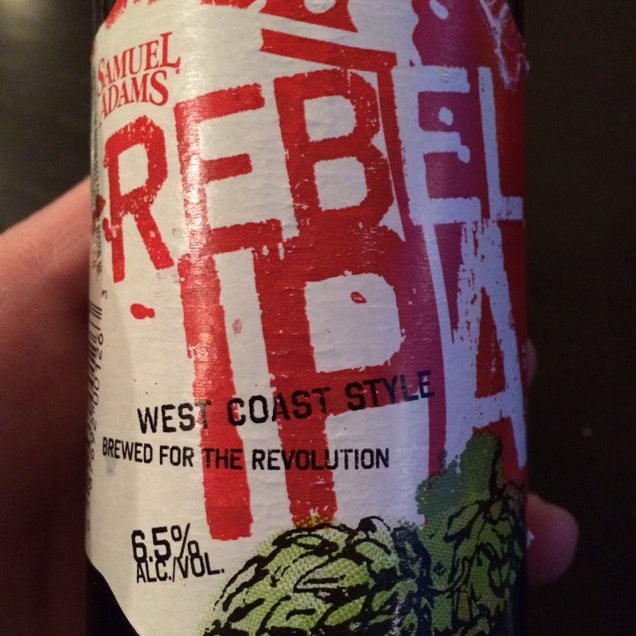 SAMUEL
ADAMS
REBEL
IPA
WEST COAST STYLE
BREWED FOR THE REVOLUTION
6.5%
ALC./VOL.